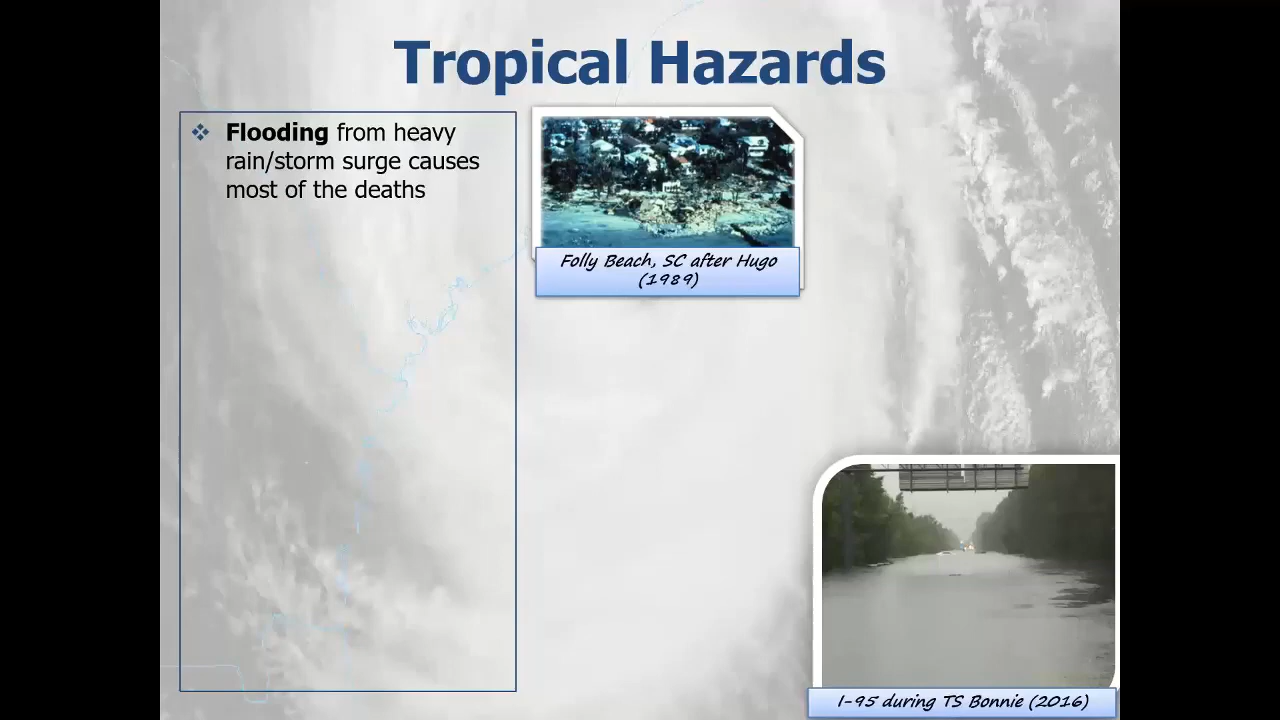 Tropical Hazards
Flooding from heavy
rain/storm surge causes
most of the deaths
Folly Beach, SC after Hugo
(1989)
I-95 during TS Bonnie (2016)